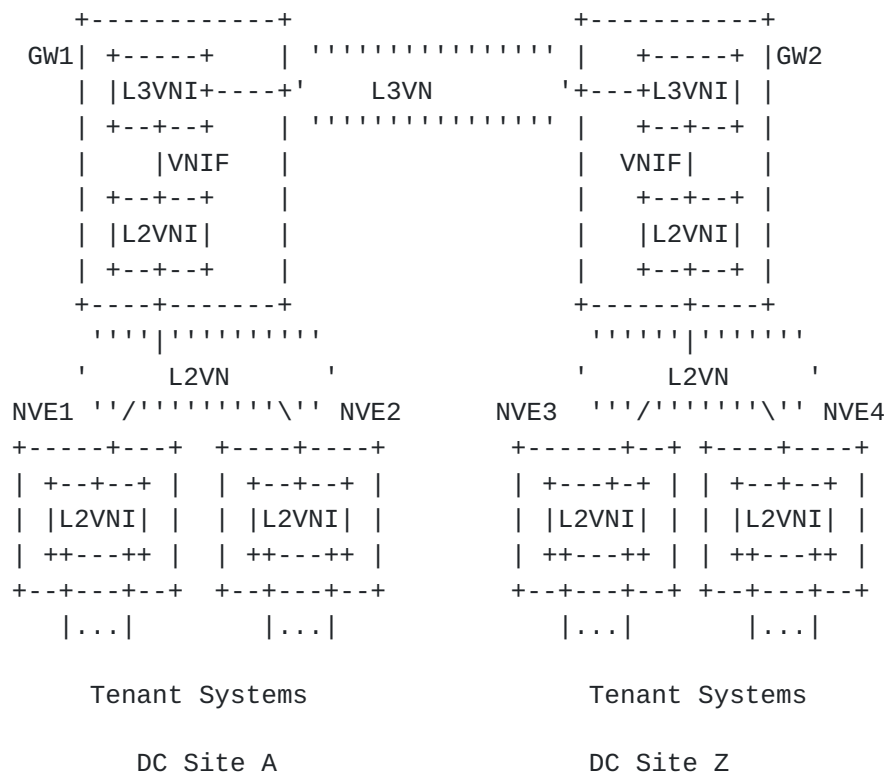 +------------+                  +-----------+
  GW1| +-----+    | '''''''''''''''' |   +-----+ |GW2
     | |L3VNI+----+'    L3VN        '+---+L3VNI| |
     | +--+--+    | '''''''''''''''' |   +--+--+ |
     |    |VNIF   |                  |  VNIF|    |
     | +--+--+    |                  |   +--+--+ |
     | |L2VNI|    |                  |   |L2VNI| |
     | +--+--+    |                  |   +--+--+ |
     +----+-------+                  +------+----+
      ''''|''''''''''                 ''''''|'''''''
     '     L2VN      '               '     L2VN     '
 NVE1 ''/'''''''''\'' NVE2      NVE3  '''/'''''''\'' NVE4
 +-----+---+  +----+----+        +------+--+ +----+----+
 | +--+--+ |  | +--+--+ |        | +---+-+ | | +--+--+ |
 | |L2VNI| |  | |L2VNI| |        | |L2VNI| | | |L2VNI| |
 | ++---++ |  | ++---++ |        | ++---++ | | ++---++ |
 +--+---+--+  +--+---+--+        +--+---+--+ +--+---+--+
    |...|        |...|              |...|       |...|
      Tenant Systems                  Tenant Systems
         DC Site A                    DC Site Z